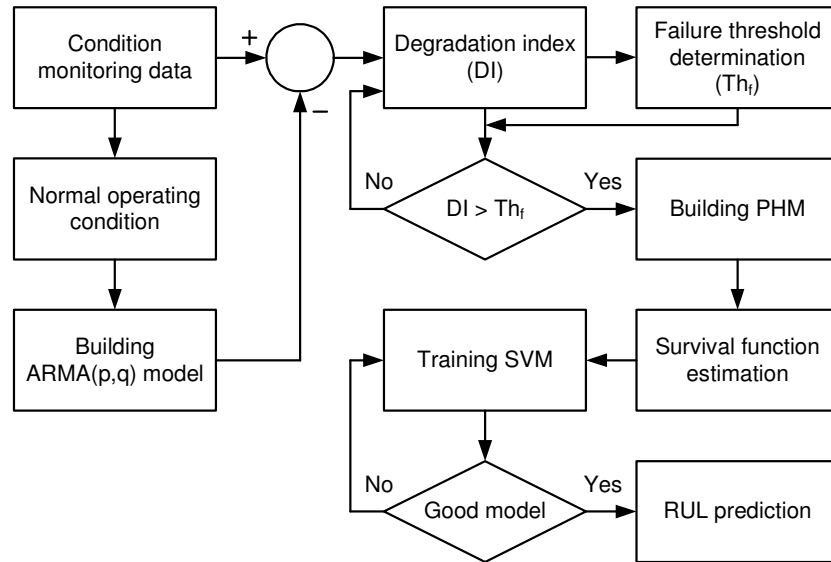 Condition
monitoring data
+
−
Degradation index
(DI)
Failure threshold
determination
(Thf)
Normal operating
condition
No
DI > Thf
Yes
Building PHM
Building
ARMA(p,q) model
Training SVM
Survival function
estimation
No
Good model
Yes
RUL prediction